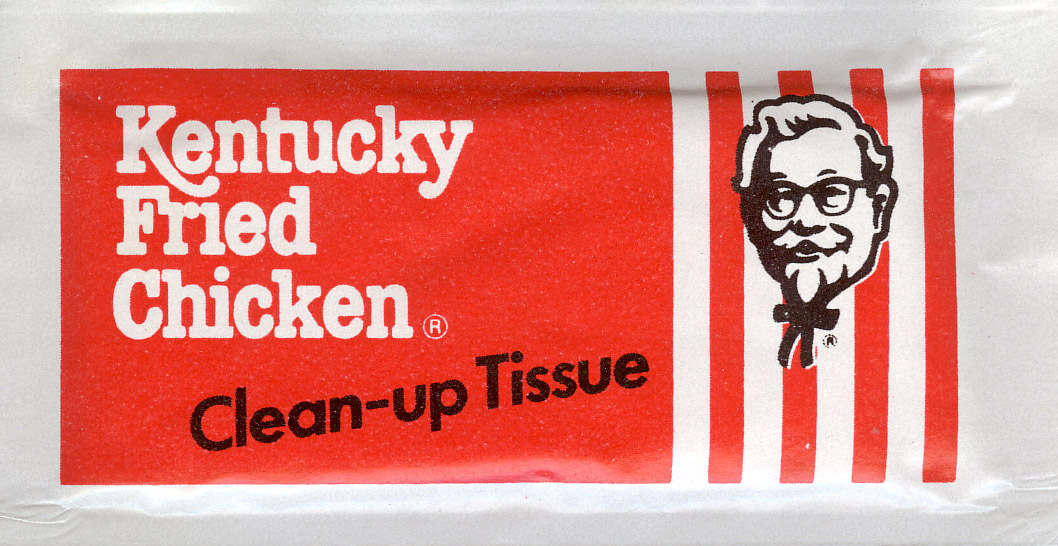 Kentucky
Fried
Chicken ®
Clean-up Tissue
®